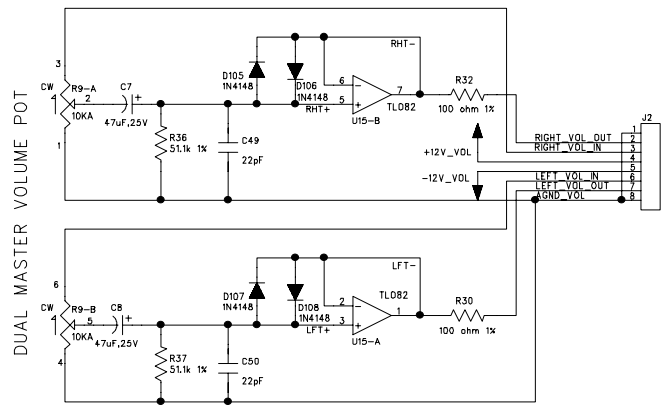 DUAL MASTER VOLUME POT
3
CW
R9-A
2
10KA
1
C7
+
47uF,25V
R36
51.1k 1%
C49
22pF
D105
1N4148
D106
1N4148
RHT-
RHT+
6
5
7
-
+
TL082
U15-B
R32
100 ohm 1%
+12V_VOL
-12V_VOL
J2
1
2
3
4
5
6
7
8
RIGHT_VOL_OUT
RIGHT_VOL_IN
LEFT_VOL_IN
LEFT_VOL_OUT
AGND_VOL
6
CW
R9-B
5
10KA
4
C8
+
47uF,25V
R37
51.1k 1%
C50
22pF
D107
1N4148
D108
1N4148
LFT-
LFT+
2
3
1
-
+
TL082
U15-A
R30
100 ohm 1%